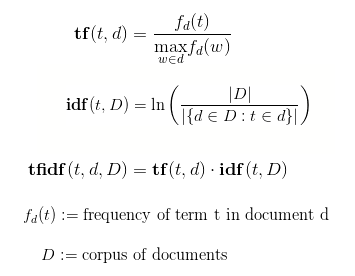 tf(t, d) = f_d(t) / max_{w∈d} f_d(w)
idf(t, D) = ln(|D| / |{d ∈ D : t ∈ d}|)
tfidf(t, d, D) = tf(t, d) · idf(t, D)
f_d(t) := frequency of term t in document d
D := corpus of documents